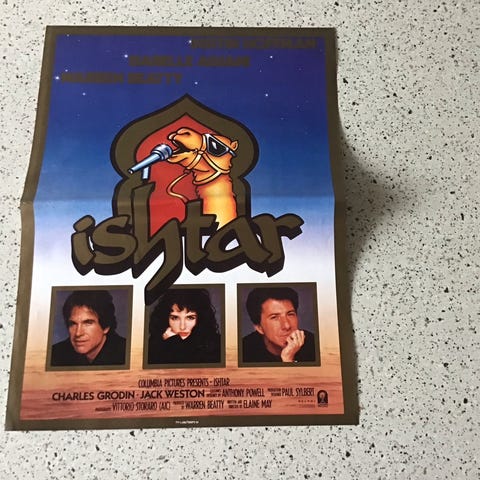 DUSTIN HOFFMAN
ISABELLE ADJANI
WARREN BEATTY
ishtar
COLUMBIA PICTURES PRESENTS - ISHTAR
CHARLES GRODIN · JACK WESTON ANTHONY POWELL PAUL SYLBERT
VITTORIO STORARO (AIC) WARREN BEATTY ELAINE MAY